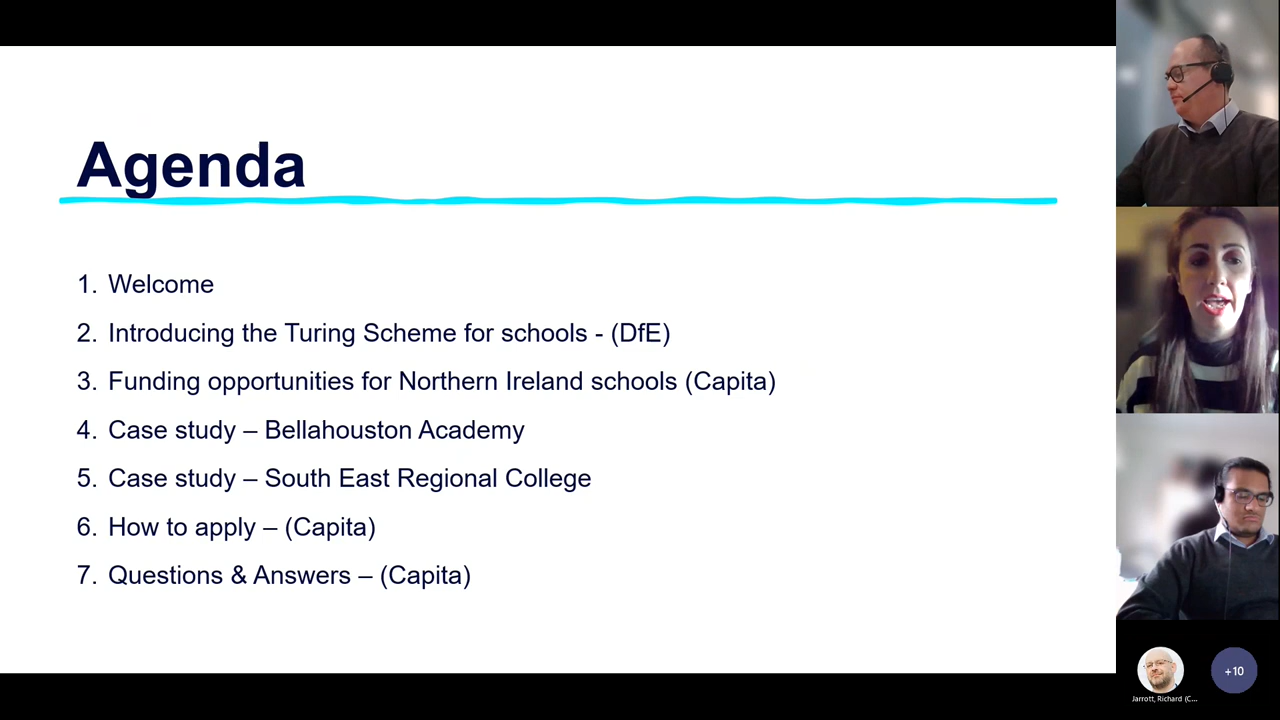 Agenda
1. Welcome
2. Introducing the Turing Scheme for schools - (DfE)
3. Funding opportunities for Northern Ireland schools (Capita)
4. Case study – Bellahouston Academy
5. Case study – South East Regional College
6. How to apply – (Capita)
7. Questions & Answers – (Capita)
+10
Jarrott, Richard (C...